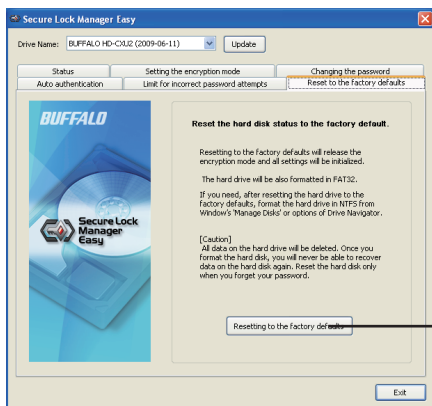 Secure Lock Manager Easy
Drive Name: BUFFALO HD-CXU2 (2009-06-11) Update
Status Setting the encryption mode Changing the password
Auto authentication Limit for incorrect password attempts Reset to the factory defaults
BUFFALO
Secure Lock
Manager
Easy
Reset the hard disk status to the factory default.
Resetting to the factory defaults will release the
encryption mode and all settings will be initialized.
The hard drive will be also formatted in FAT32.
If you need, after resetting the hard drive to the
factory defaults, format the hard drive in NTFS from
Window's 'Manage Disks' or options of Drive Navigator.
[Caution]
All data on the hard drive will be deleted. Once you
format the hard disk, you will never be able to recover
data on the hard disk again. Reset the hard disk only
when you forget your password.
Resetting to the factory defaults
Exit